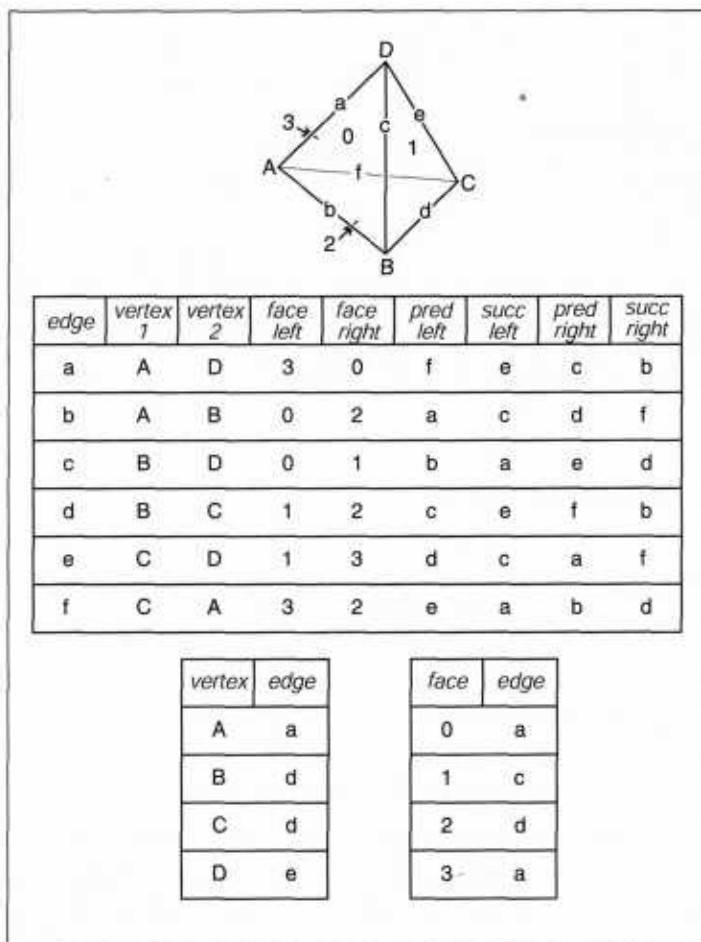 D
a
e
3
0
c
1
A
f
C
b
d
2
B
edge vertex 1 vertex 2 face left face right pred left succ left pred right succ right
a A D 3 0 f e c b
b A B 0 2 a c d f
c B D 0 1 b a e d
d B C 1 2 c e f b
e C D 1 3 d c a f
f C A 3 2 e a b d
vertex edge
A a
B d
C d
D e
face edge
0 a
1 c
2 d
3 a